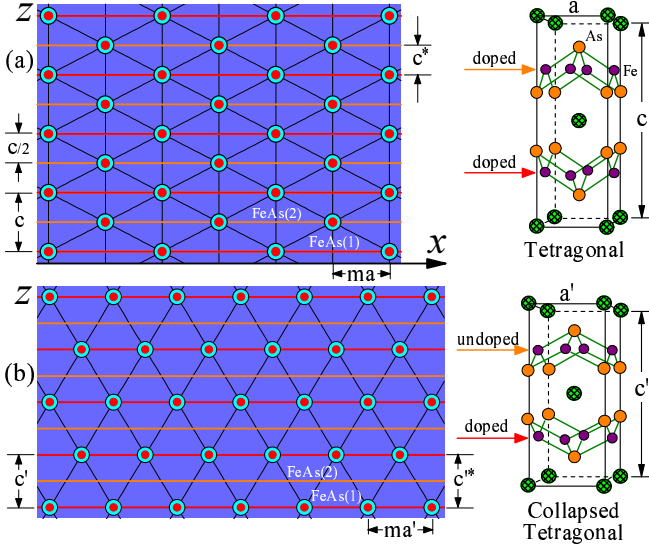 z
(a)
c*
c/2
c
FeAs(2)
FeAs(1)
x
ma
a
As
doped
Fe
c
doped
Tetragonal
z
(b)
c'
FeAs(2)
FeAs(1)
c'*
ma'
a'
undoped
c'
doped
Collapsed
Tetragonal